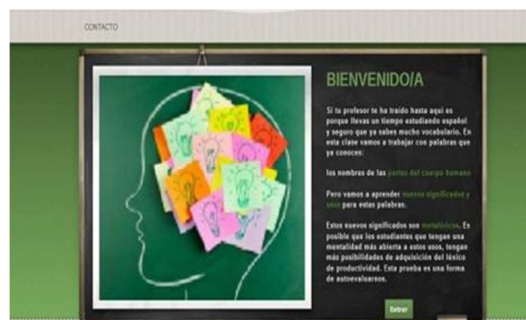 CONTACTO
BIENVENIDO/A
Si tu profesor te ha traído hasta aquí es
porque llevas un tiempo estudiando español
y seguro que ya sabes mucho vocabulario. En
esta clase vamos a trabajar con palabras que
ya conoces:
los nombres de las partes del cuerpo humano
Pero vamos a aprender nuevos significados y
usos para estas palabras.
Estos nuevos significados son metafóricos. Es
posible que los estudiantes que tengan una
mentalidad más abierta a estos usos, tengan
más posibilidades de adquisición del léxico
de productividad. Esta prueba es una forma
de autoevaluarnos.
Entrar